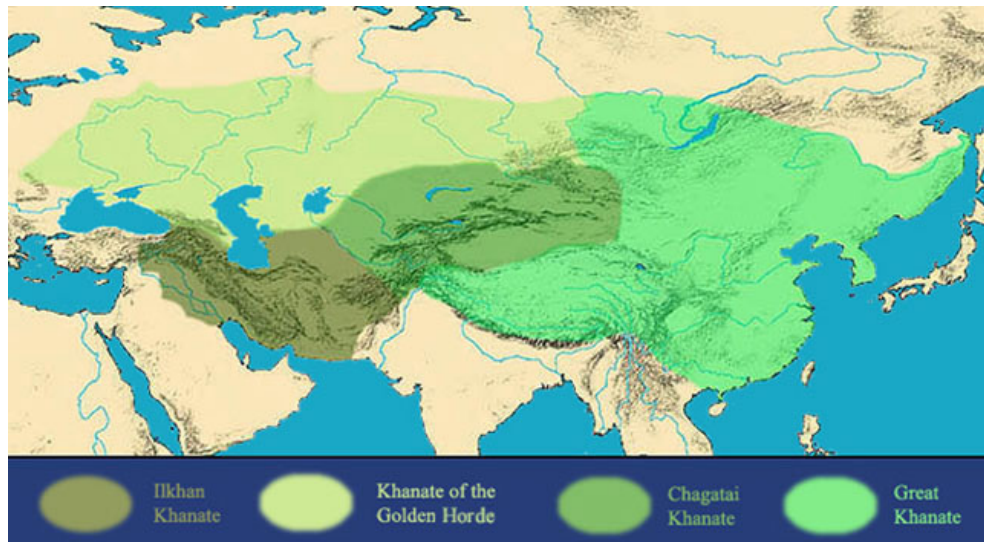 Ilkhan
Khanate
Khanate of the
Golden Horde
Chagatai
Khanate
Great
Khanate